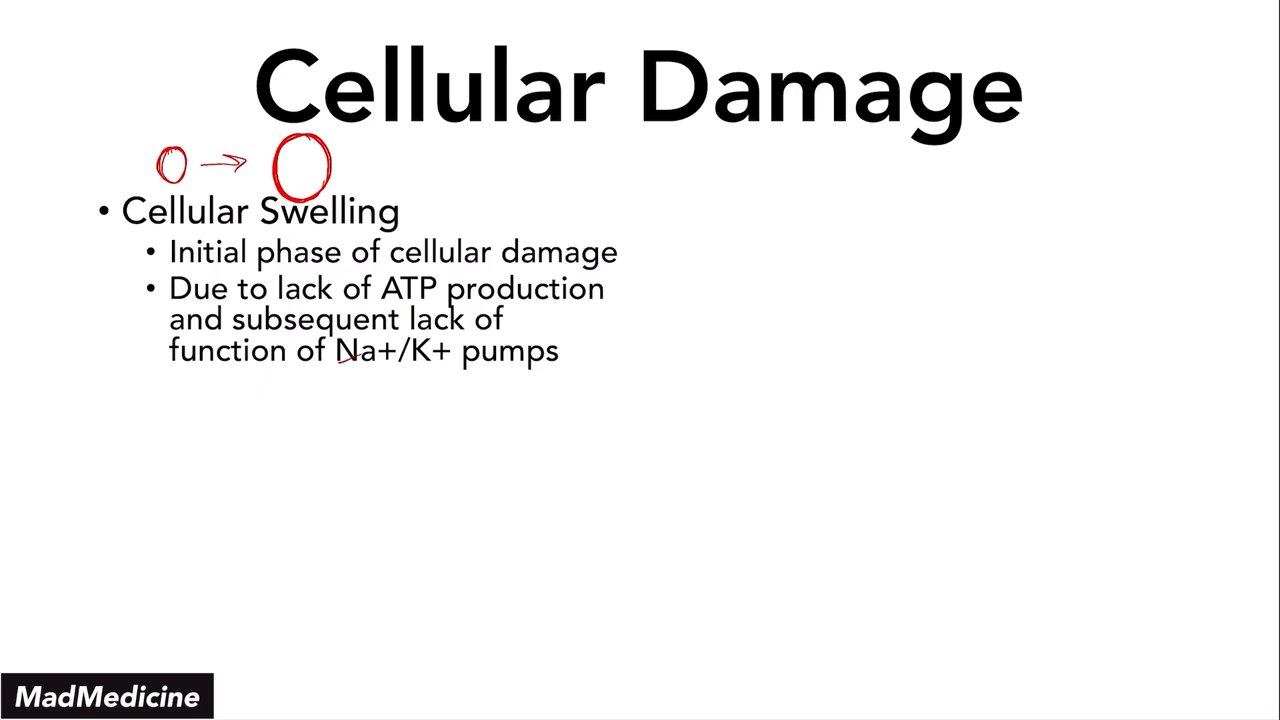 Cellular Damage
• Cellular Swelling
• Initial phase of cellular damage
• Due to lack of ATP production
and subsequent lack of
function of Na+/K+ pumps
MadMedicine